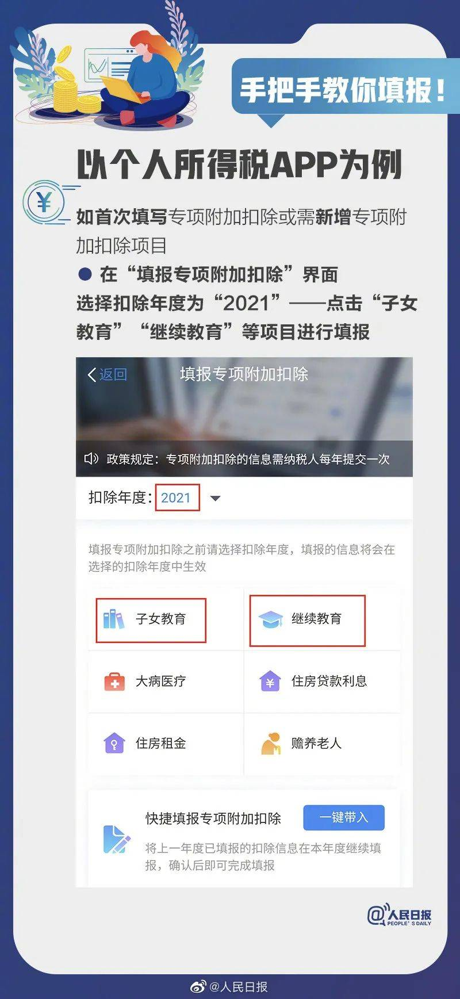 手把手教你填报！
以个人所得税APP为例
¥
如首次填写专项附加扣除或需新增专项附
加扣除项目
● 在“填报专项附加扣除”界面
选择扣除年度为“2021”——点击“子女
教育”“继续教育”等项目进行填报
返回 填报专项附加扣除
政策规定：专项附加扣除的信息需纳税人每年提交一次
扣除年度：2021
填报专项附加扣除之前请选择扣除年度，填报的信息将会在
选择的扣除年度中生效
子女教育 继续教育
大病医疗 ¥ 住房贷款利息
住房租金 赡养老人
快捷填报专项附加扣除 一键带入
将上一年度已填报的扣除信息在本年度继续填
报，确认后即可完成填报
@人民日报
PEOPLE'S DAILY
@人民日报